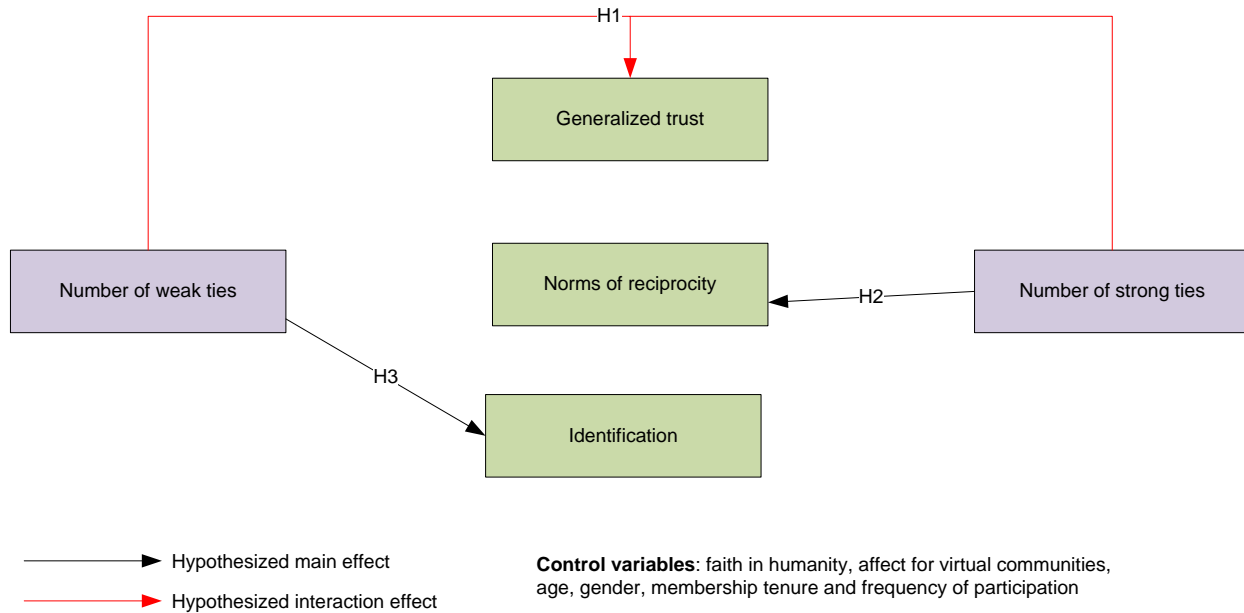 H1
Generalized trust
Number of weak ties
Norms of reciprocity
H2
Number of strong ties
H3
Identification
Hypothesized main effect
Hypothesized interaction effect
Control variables: faith in humanity, affect for virtual communities,
age, gender, membership tenure and frequency of participation